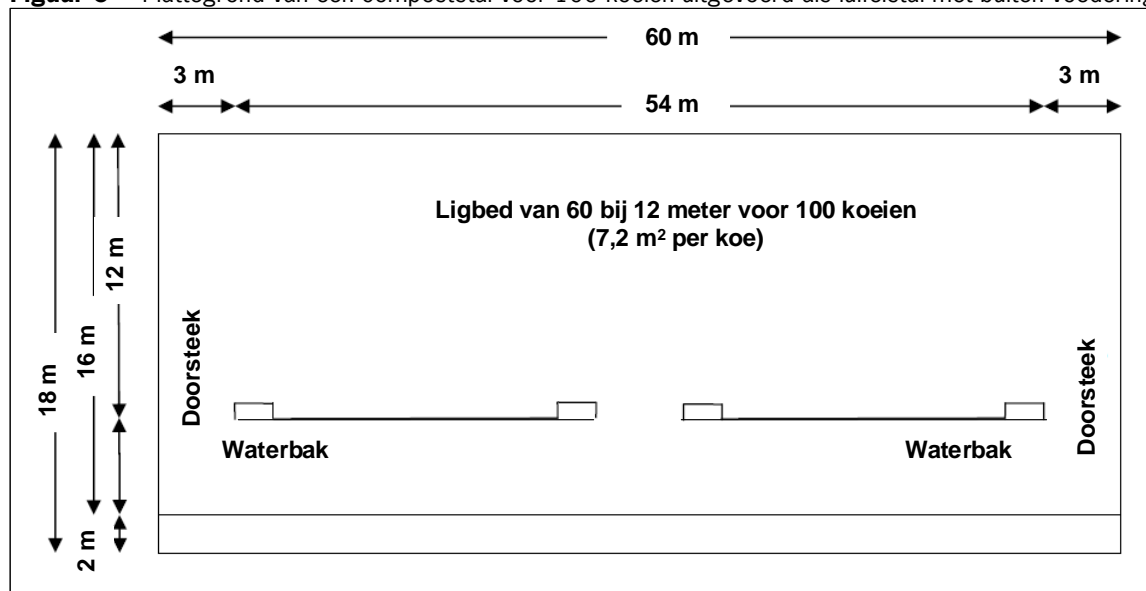 60 m
3 m
3 m
54 m
Ligbed van 60 bij 12 meter voor 100 koeien
(7,2 m² per koe)
12 m
16 m
18 m
2 m
Doorsteek
Doorsteek
Waterbak
Waterbak